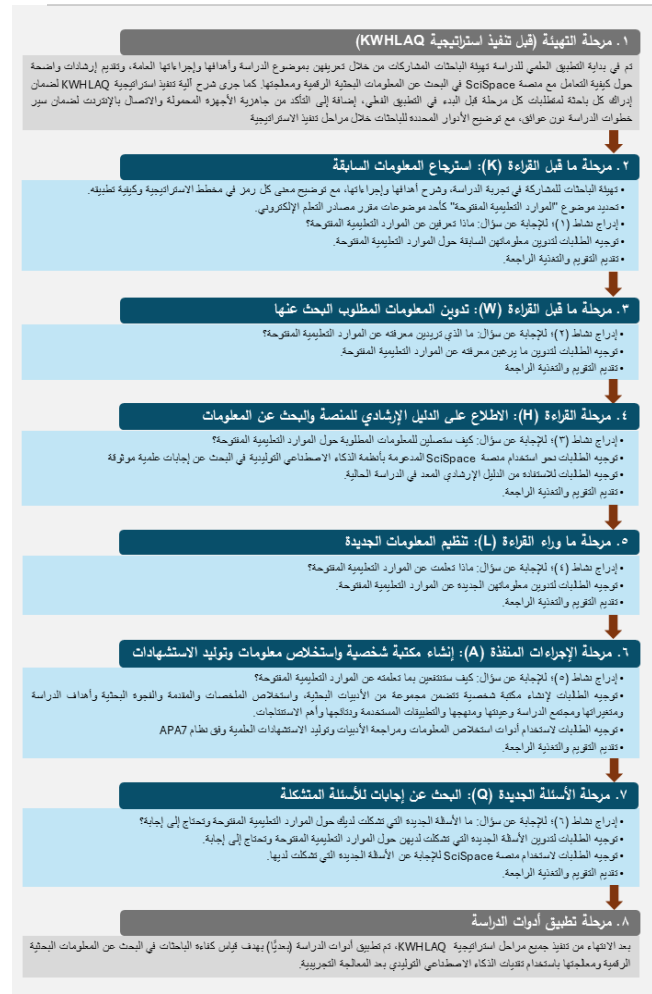 ١. مرحلة التهيئة (قبل تنفيذ استراتيجية KWHLAQ)
تم في بداية التطبيق العلمي للدراسة تهيئة الباحثات المشاركات من خلال تعريفهن بموضوع الدراسة وأهدافها وإجراءاتها العامة، وتقديم إرشادات واضحة
حول كيفية التعامل مع منصة SciSpace في البحث عن المعلومات البحثية الرقمية ومعالجتها. كما جرى شرح آلية تنفيذ استراتيجية KWHLAQ لضمان
إدراك كل باحثة لمتطلبات كل مرحلة قبل البدء في التطبيق الفعلي، إضافة إلى التأكد من جاهزية الأجهزة المحمولة والاتصال بالإنترنت لضمان سير
خطوات الدراسة دون عوائق، مع توضيح الأدوار المحددة للباحثات خلال مراحل تنفيذ الاستراتيجية
٢. مرحلة ما قبل القراءة (K): استرجاع المعلومات السابقة
• تهيئة الباحثات للمشاركة في تجربة الدراسة، وشرح أهدافها وإجراءاتها، مع توضيح معنى كل رمز في مخطط الاستراتيجية وكيفية تطبيقه.
• تحديد موضوع "الموارد التعليمية المفتوحة" كأحد موضوعات مقرر مصادر التعلم الإلكتروني.
• إدراج نشاط (١)؛ للإجابة عن سؤال: ماذا تعرفين عن الموارد التعليمية المفتوحة؟
• توجيه الطالبات لتدوين معلوماتهن السابقة حول الموارد التعليمية المفتوحة.
• تقديم التقويم والتغذية الراجعة.
٣. مرحلة ما قبل القراءة (W): تدوين المعلومات المطلوب البحث عنها
• إدراج نشاط (٢)؛ للإجابة عن سؤال: ما الذي تريدين معرفته عن الموارد التعليمية المفتوحة؟
• توجيه الطالبات لتدوين ما يرغبن معرفته عن الموارد التعليمية المفتوحة.
• تقديم التقويم والتغذية الراجعة
٤. مرحلة القراءة (H): الاطلاع على الدليل الإرشادي للمنصة والبحث عن المعلومات
• إدراج نشاط (٣)؛ للإجابة عن سؤال: كيف ستصلين للمعلومات المطلوبة حول الموارد التعليمية المفتوحة؟
• توجيه الطالبات نحو استخدام منصة SciSpace المدعومة بأنظمة الذكاء الاصطناعي التوليدية في البحث عن إجابات علمية موثوقة
• توجيه الطالبات للاستفادة من الدليل الإرشادي المعد في الدراسة الحالية.
• تقديم التقويم والتغذية الراجعة.
٥. مرحلة ما وراء القراءة (L): تنظيم المعلومات الجديدة
• إدراج نشاط (٤)؛ للإجابة عن سؤال: ماذا تعلمت عن الموارد التعليمية المفتوحة؟
• توجيه الطالبات لتدوين معلوماتهن الجديدة عن الموارد التعليمية المفتوحة.
• تقديم التقويم والتغذية الراجعة.
٦. مرحلة الإجراءات المنفذة (A): إنشاء مكتبة شخصية واستخلاص معلومات وتوليد الاستشهادات
• إدراج نشاط (٥)؛ للإجابة عن سؤال: كيف ستنتفعين بما تعلمته عن الموارد التعليمية المفتوحة؟
• توجيه الطالبات لإنشاء مكتبة شخصية تتضمن مجموعة من الأدبيات البحثية، واستخلاص الملخصات والمقدمة والفجوة البحثية وأهداف الدراسة
ومتغيراتها ومجتمع الدراسة وعينتها ومنهجها والتطبيقات المستخدمة ونتائجها وأهم الاستنتاجات.
• توجيه الطالبات لاستخدام أدوات استخلاص المعلومات ومراجعة الأدبيات وتوليد الاستشهادات العلمية وفق نظام APA7
• تقديم التقويم والتغذية الراجعة.
٧. مرحلة الأسئلة الجديدة (Q): البحث عن إجابات للأسئلة المتشكلة
• إدراج نشاط (٦)؛ للإجابة عن سؤال: ما الأسئلة الجديدة التي تشكلت لديك حول الموارد التعليمية المفتوحة وتحتاج إلى إجابة؟
• توجيه الطالبات لتدوين الأسئلة الجديدة التي تشكلت لديهن حول الموارد التعليمية المفتوحة وتحتاج إلى إجابة.
• توجيه الطالبات لاستخدام منصة SciSpace للإجابة عن الأسئلة الجديدة التي تشكلت لديها.
• تقديم التقويم والتغذية الراجعة.
٨. مرحلة تطبيق أدوات الدراسة
بعد الانتهاء من تنفيذ جميع مراحل استراتيجية KWHLAQ، تم تطبيق أدوات الدراسة (بعديًا) بهدف قياس كفاءة الباحثات في البحث عن المعلومات البحثية
الرقمية ومعالجتها باستخدام تقنيات الذكاء الاصطناعي التوليدي بعد المعالجة التجريبية.